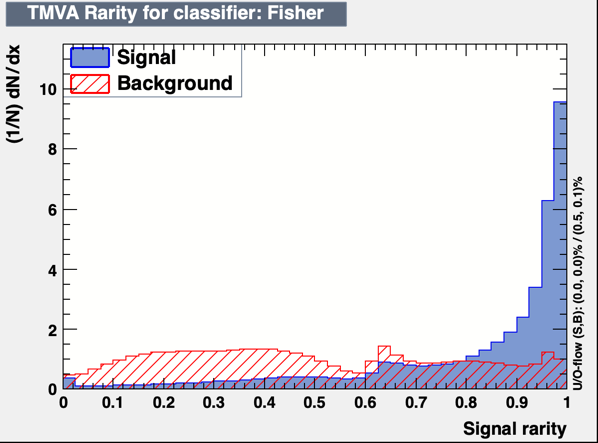 TMVA Rarity for classifier: Fisher
(1/N) dN/dx
Signal
Background
10
8
6
4
2
0
0 0.1 0.2 0.3 0.4 0.5 0.6 0.7 0.8 0.9 1
Signal rarity
U/O-flow (S,B): (0.0, 0.0)% / (0.5, 0.1)%